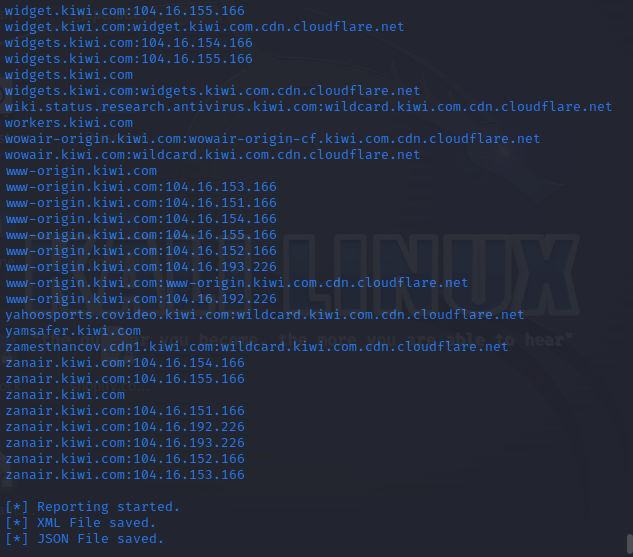 widget.kiwi.com:104.16.155.166
widget.kiwi.com:widget.kiwi.com.cdn.cloudflare.net
widgets.kiwi.com:104.16.154.166
widgets.kiwi.com:104.16.155.166
widgets.kiwi.com
widgets.kiwi.com:widgets.kiwi.com.cdn.cloudflare.net
wiki.status.research.antivirus.kiwi.com:wildcard.kiwi.com.cdn.cloudflare.net
workers.kiwi.com
wowair-origin.kiwi.com:wowair-origin-cf.kiwi.com.cdn.cloudflare.net
wowair.kiwi.com:wildcard.kiwi.com.cdn.cloudflare.net
www-origin.kiwi.com
www-origin.kiwi.com:104.16.153.166
www-origin.kiwi.com:104.16.151.166
www-origin.kiwi.com:104.16.154.166
www-origin.kiwi.com:104.16.155.166
www-origin.kiwi.com:104.16.152.166
www-origin.kiwi.com:104.16.193.226
www-origin.kiwi.com:www-origin.kiwi.com.cdn.cloudflare.net
www-origin.kiwi.com:104.16.192.226
yahoosports.covideo.kiwi.com:wildcard.kiwi.com.cdn.cloudflare.net
yamsafer.kiwi.com
zamestnanov.cdn1.kiwi.com:wildcard.kiwi.com.cdn.cloudflare.net
zanair.kiwi.com:104.16.154.166
zanair.kiwi.com:104.16.155.166
zanair.kiwi.com
zanair.kiwi.com:104.16.151.166
zanair.kiwi.com:104.16.192.226
zanair.kiwi.com:104.16.193.226
zanair.kiwi.com:104.16.152.166
zanair.kiwi.com:104.16.153.166
[*] Reporting started.
[*] XML File saved.
[*] JSON File saved.
LINUX
you become, the more you are able to hear"